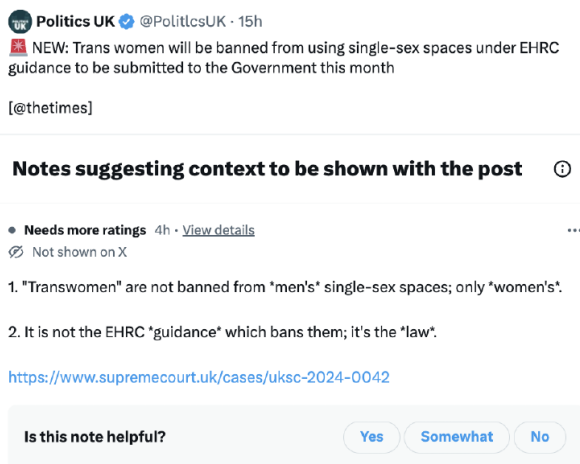 POLITICS
UK
Politics UK @PolitlcsUK · 15h
🚨 NEW: Trans women will be banned from using single-sex spaces under EHRC
guidance to be submitted to the Government this month
[@thetimes]
Notes suggesting context to be shown with the post
Needs more ratings 4h · View details
Not shown on X
1. "Transwomen" are not banned from *men's* single-sex spaces; only *women's*.
2. It is not the EHRC *guidance* which bans them; it's the *law*.
https://www.supremecourt.uk/cases/uksc-2024-0042
Is this note helpful? Yes Somewhat No